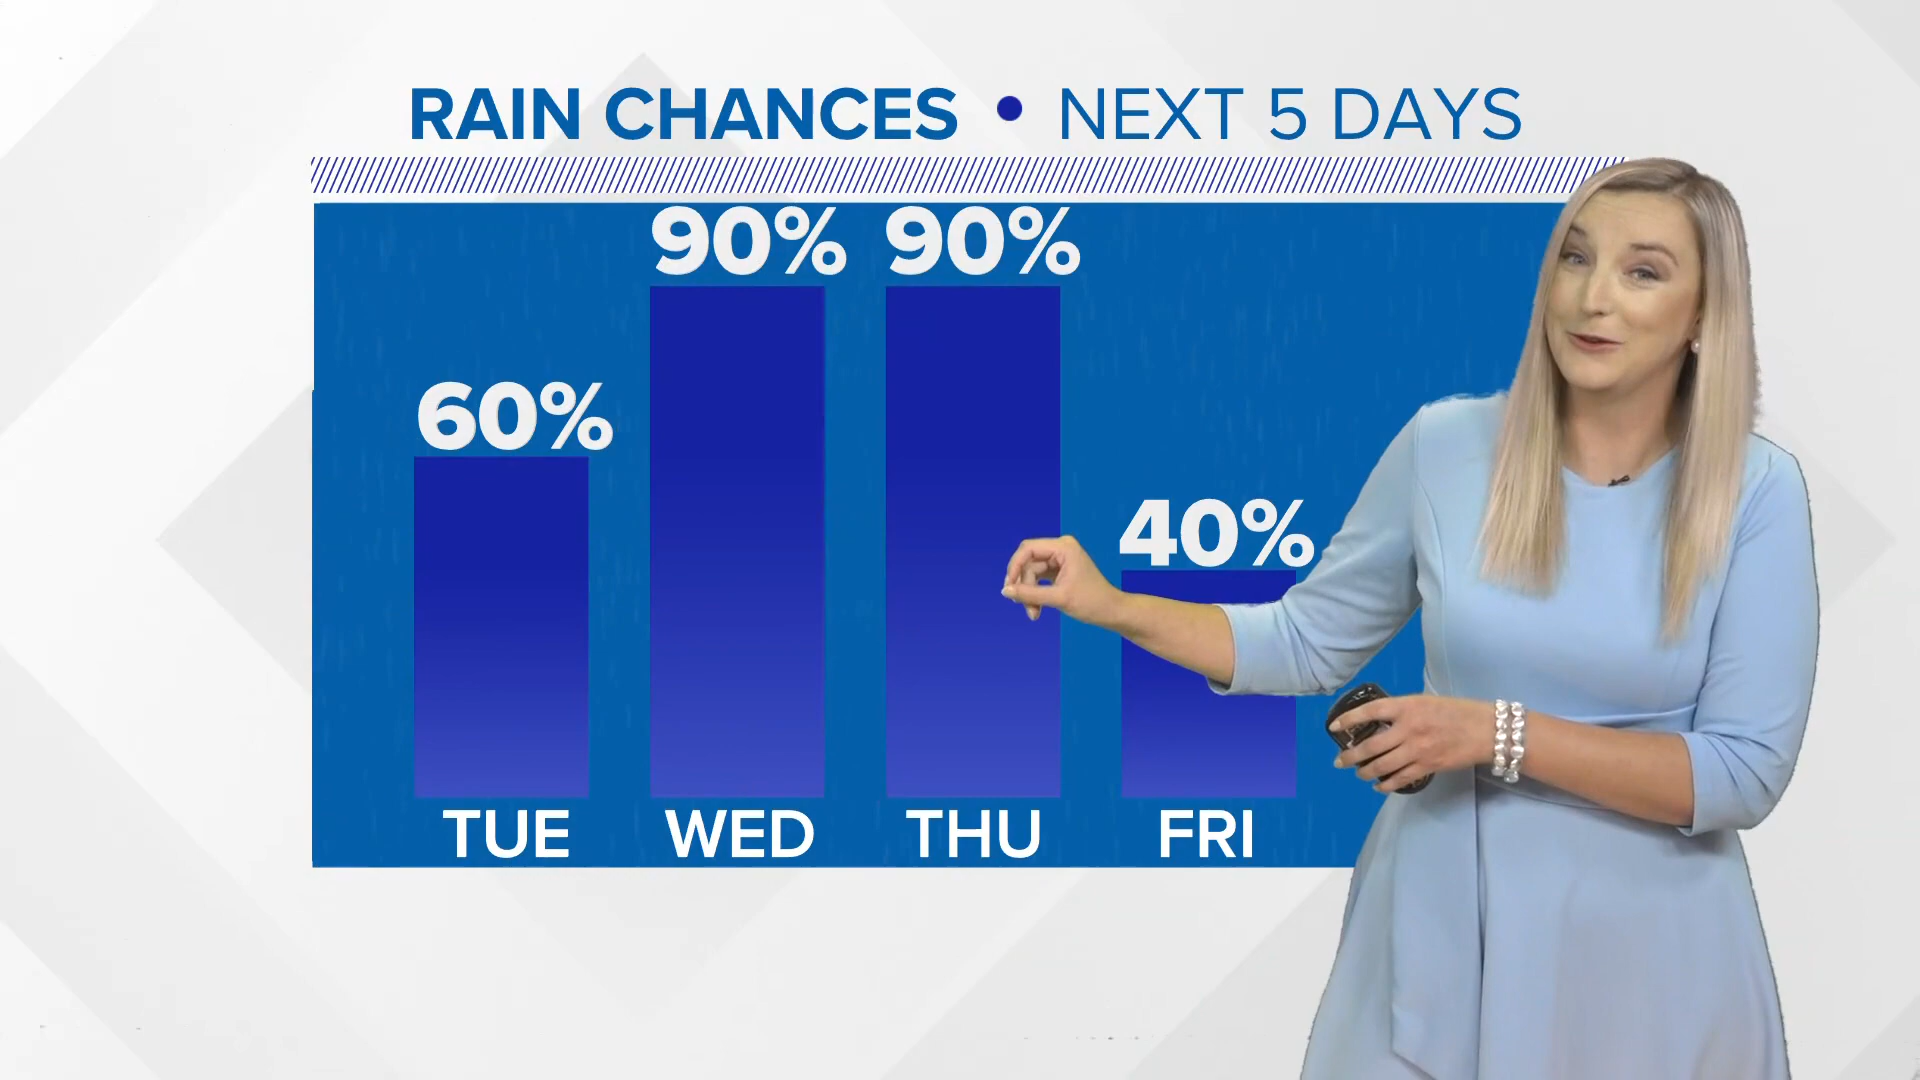 RAIN CHANCES • NEXT 5 DAYS
60% 90% 90% 40%
TUE WED THU FRI